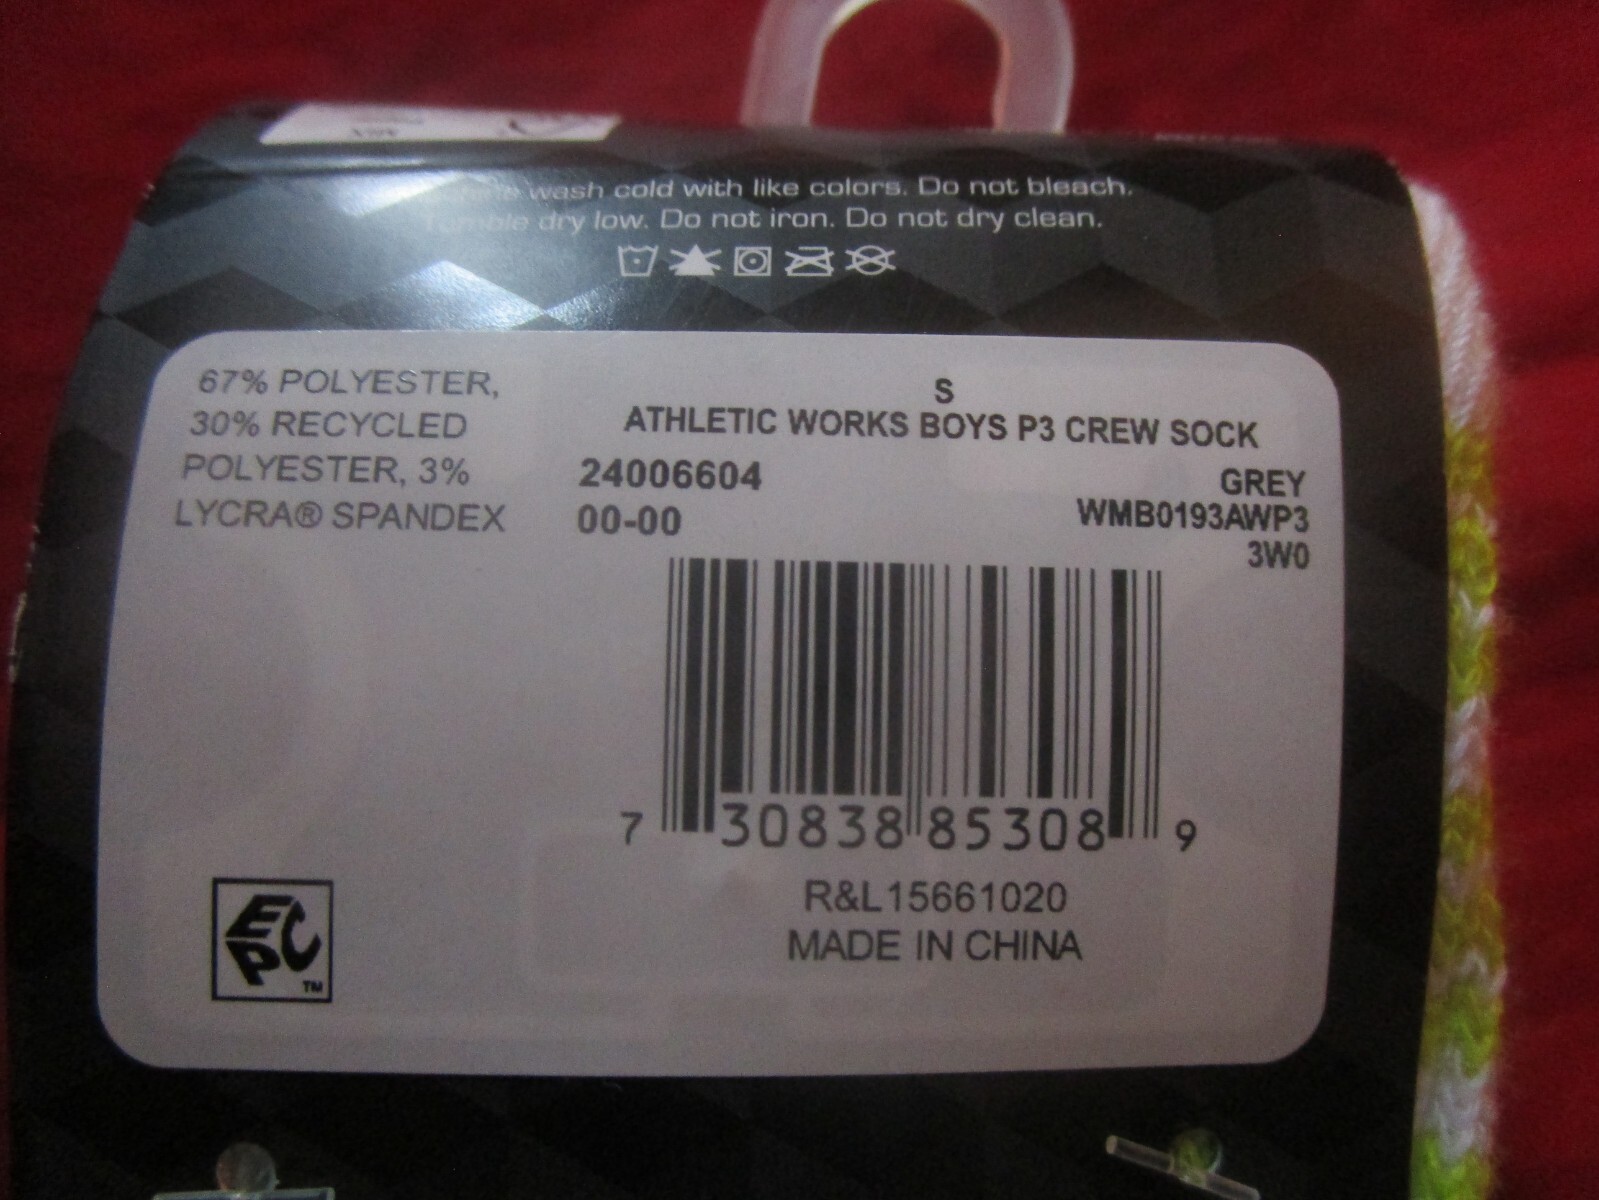 wash cold with like colors. Do not bleach.
Tumble dry low. Do not iron. Do not dry clean.
67% POLYESTER,
30% RECYCLED
POLYESTER, 3%
LYCRA® SPANDEX
S
ATHLETIC WORKS BOYS P3 CREW SOCK
24006604
GREY
00-00
WMB0193AWP3
3W0
7 30838 85308 9
R&L15661020
MADE IN CHINA
EPC TM